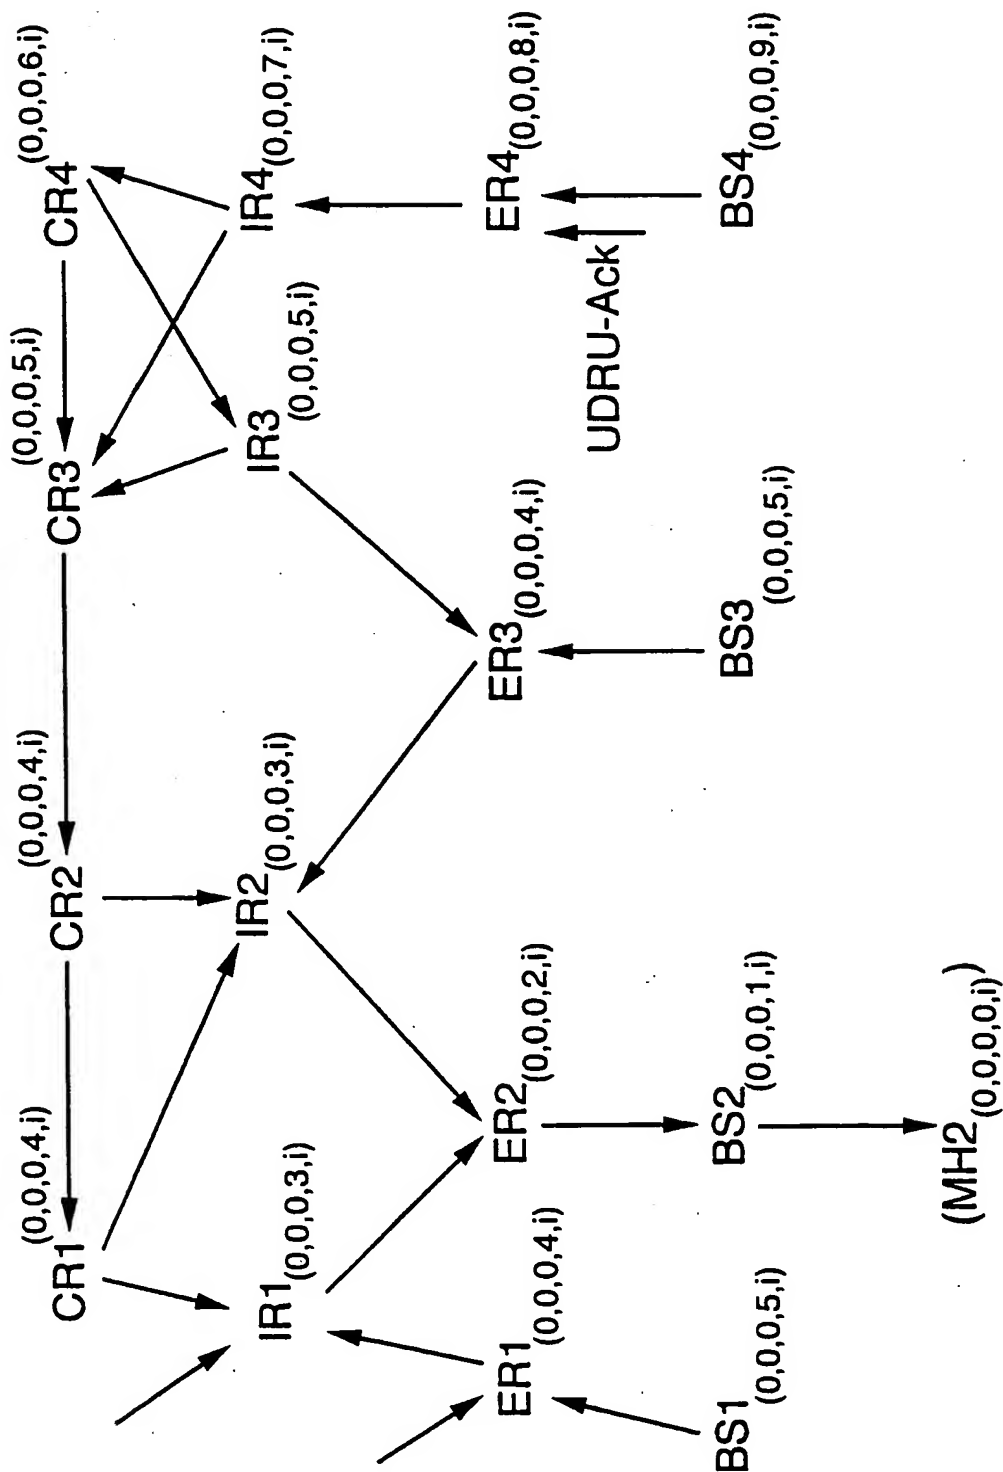 CR1(0,0,0,4,i)
CR2(0,0,0,4,i)
CR3(0,0,0,5,i)
CR4(0,0,0,6,i)
IR1(0,0,0,3,i)
IR2(0,0,0,3,i)
IR3(0,0,0,5,i)
IR4(0,0,0,7,i)
ER1(0,0,0,4,i)
ER2(0,0,0,2,i)
ER3(0,0,0,4,i)
ER4(0,0,0,8,i)
UDRU-Ack
BS1(0,0,0,5,i)
BS2(0,0,0,1,i)
BS3(0,0,0,5,i)
BS4(0,0,0,9,i)
(MH2(0,0,0,0,i))